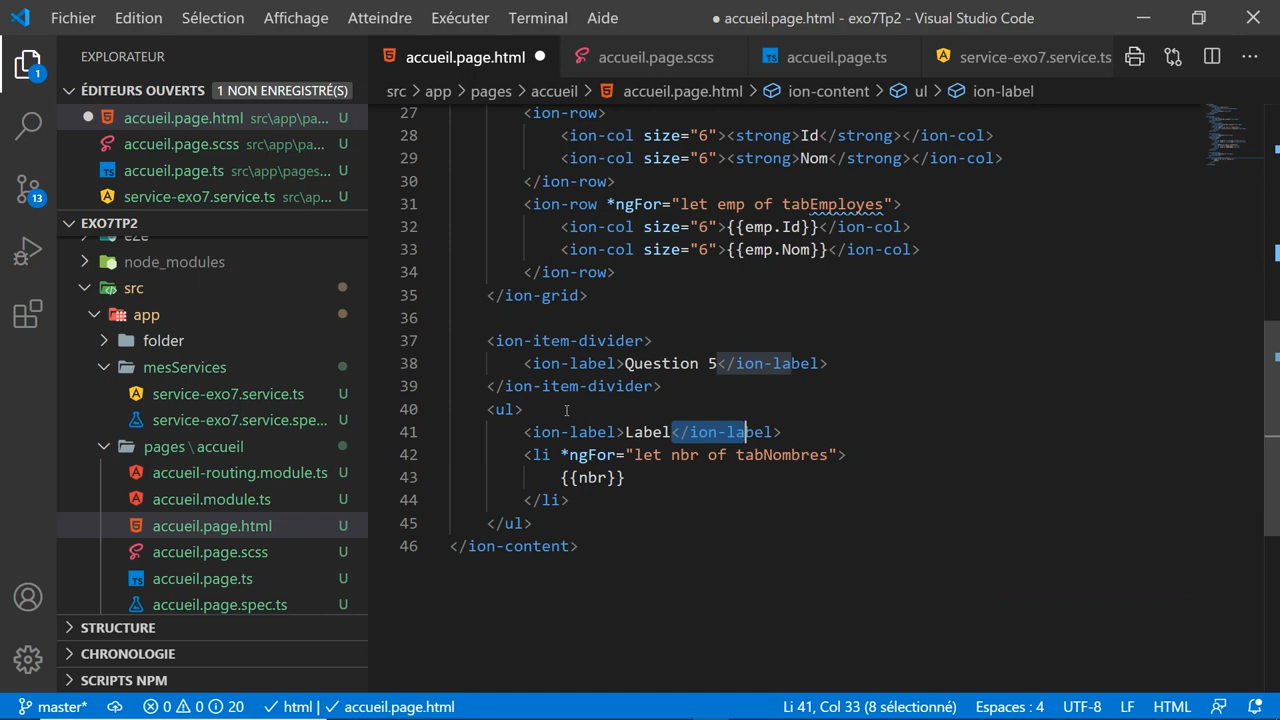 Fichier Edition Sélection Affichage Atteindre Exécuter Terminal Aide ● accueil.page.html - exo7Tp2 - Visual Studio Code
EXPLORATEUR
accueil.page.html accueil.page.scss accueil.page.ts service-exo7.service.ts
ÉDITEURS OUVERTS 1 NON ENREGISTRÉ(S)
src > app > pages > accueil > accueil.page.html > ion-content > ul > ion-label
accueil.page.html src\app\pa... U
accueil.page.scss src\app\pa... U
accueil.page.ts src\app\pages... U
service-exo7.service.ts src\ap... U
EXO7TP2
node_modules
src
app
folder
mesServices
service-exo7.service.ts U
service-exo7.service.spe... U
pages \ accueil
accueil-routing.module.ts U
accueil.module.ts U
accueil.page.html U
accueil.page.scss U
accueil.page.ts U
accueil.page.spec.ts U
STRUCTURE
CHRONOLOGIE
SCRIPTS NPM
1
13
27 <ion-row>
28 <ion-col size="6"><strong>Id</strong></ion-col>
29 <ion-col size="6"><strong>Nom</strong></ion-col>
30 </ion-row>
31 <ion-row *ngFor="let emp of tabEmployes">
32 <ion-col size="6">{{emp.Id}}</ion-col>
33 <ion-col size="6">{{emp.Nom}}</ion-col>
34 </ion-row>
35 </ion-grid>
36
37 <ion-item-divider>
38 <ion-label>Question 5</ion-label>
39 </ion-item-divider>
40 <ul>
41 <ion-label>Label</ion-label>
42 <li *ngFor="let nbr of tabNombres">
43 {{nbr}}
44 </li>
45 </ul>
46 </ion-content>
master* 0 0 20 html | accueil.page.html Li 41, Col 33 (8 sélectionné) Espaces : 4 UTF-8 LF HTML